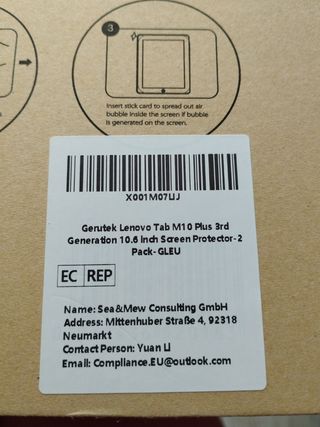 3
Insert stick card to spread out air
bubble inside the screen if bubble
is generated on the screen.
X001M07LIJ
Gerutek Lenovo Tab M10 Plus 3rd
Generation 10.6 inch Screen Protector-2
Pack- GLEU
EC REP
Name: Sea&Mew Consulting GmbH
Address: Mittenhuber Straße 4, 92318
Neumarkt
Contact Person: Yuan LI
Email: Compliance.EU@outlook.com